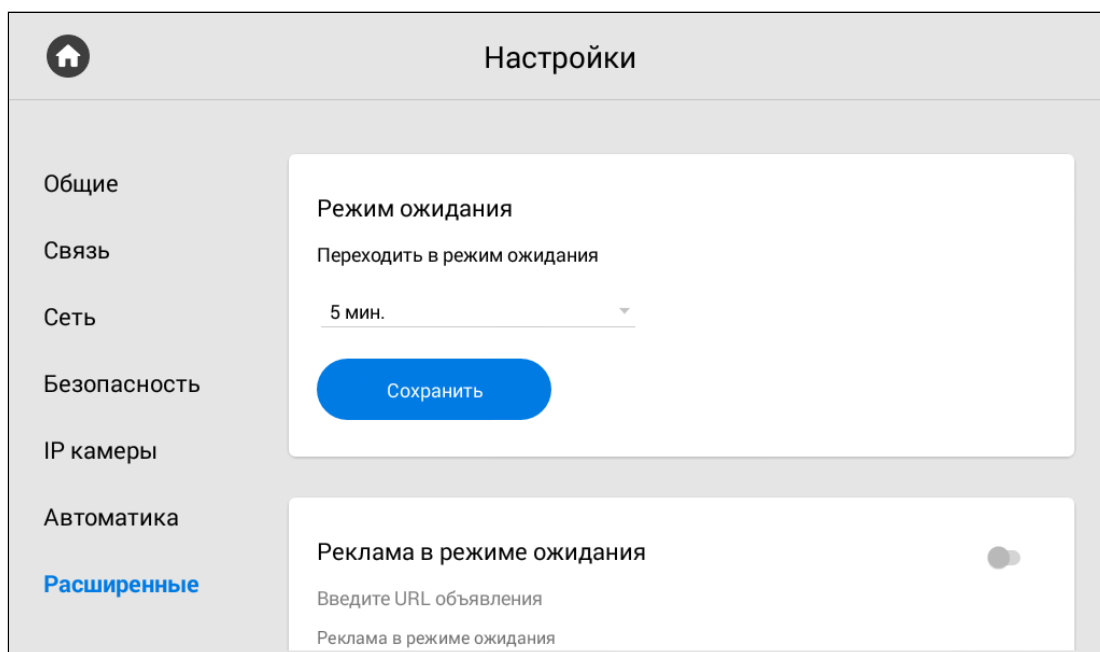 Настройки
Общие
Связь
Сеть
Безопасность
IP камеры
Автоматика
Расширенные
Режим ожидания
Переходить в режим ожидания
5 мин.
Сохранить
Реклама в режиме ожидания
Введите URL объявления
Реклама в режиме ожидания